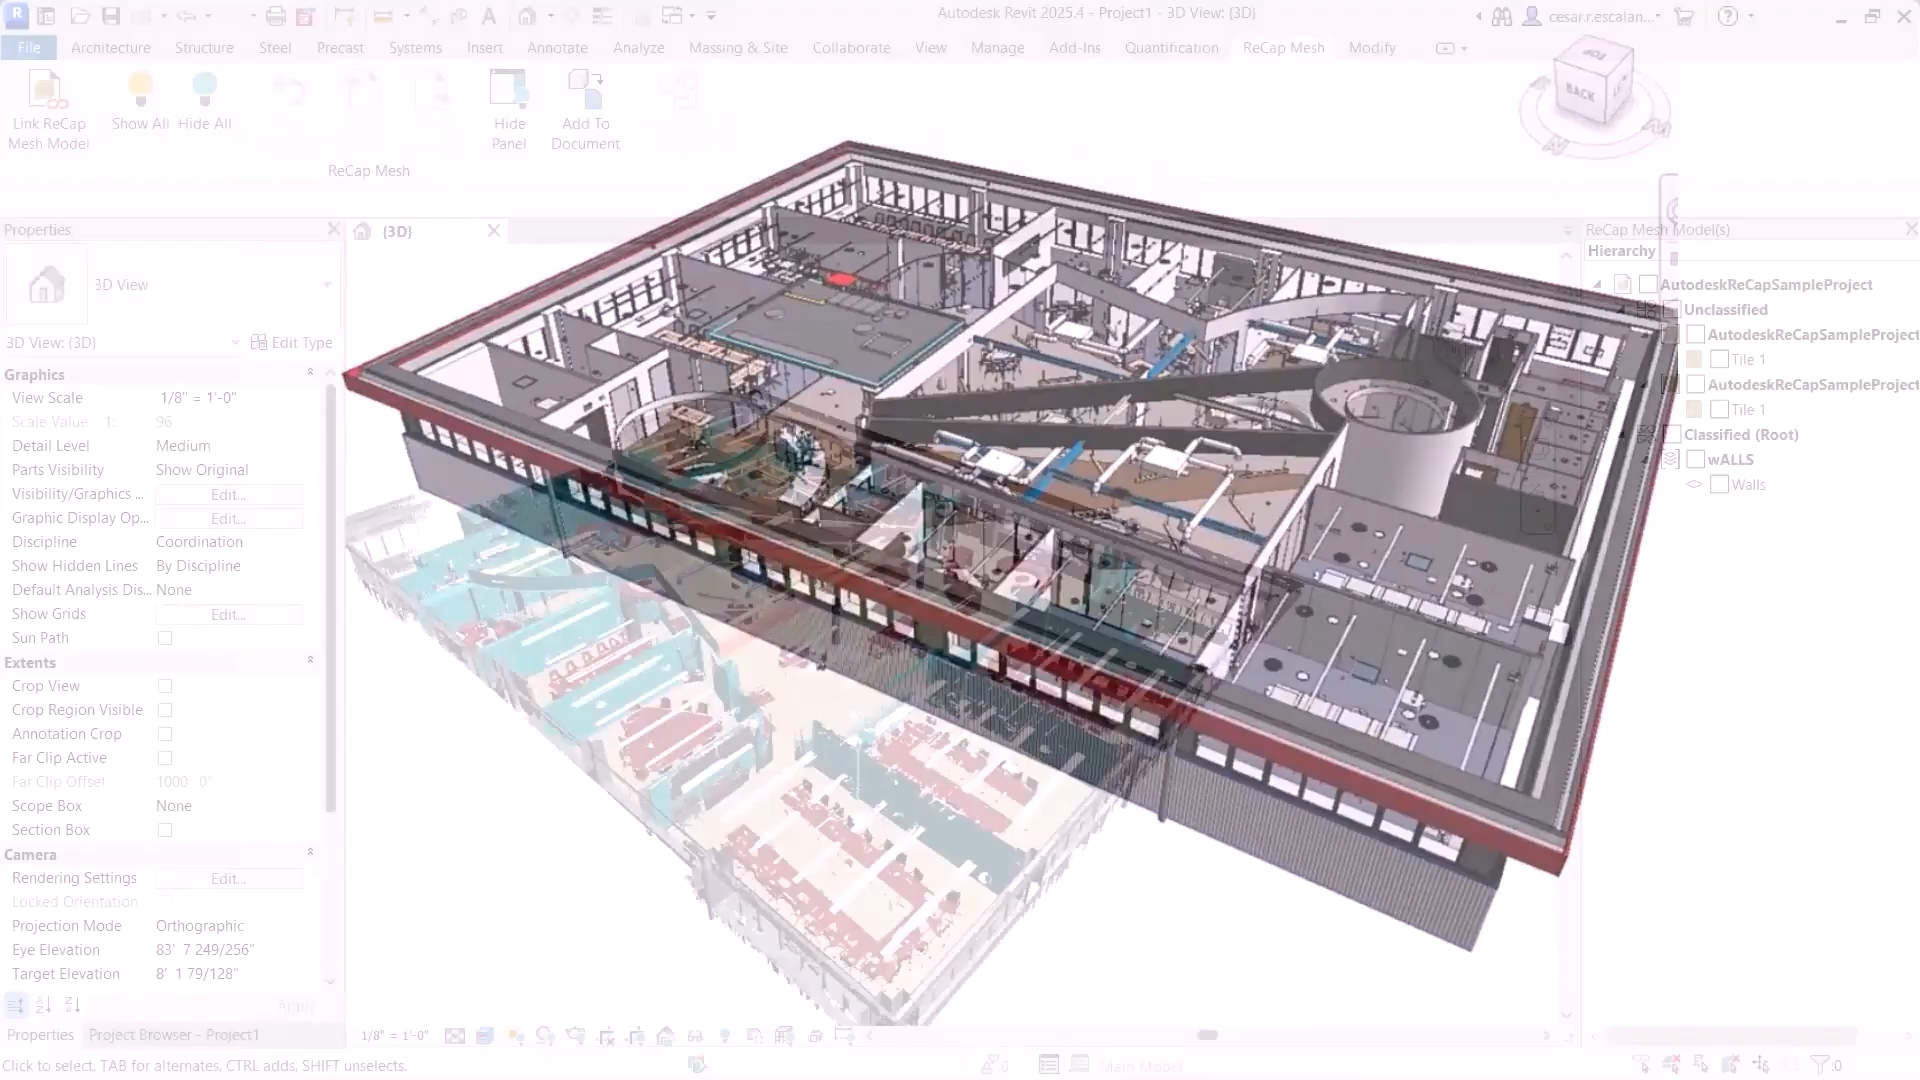 Autodesk Revit 2025.4 - Project1 - 3D View: {3D}
cesar.r.escalan...
File Architecture Structure Steel Precast Systems Insert Annotate Analyze Massing & Site Collaborate View Manage Add-Ins Quantification ReCap Mesh Modify
Link ReCap
Mesh Model
Show All
Hide All
Hide
Panel
Add To
Document
ReCap Mesh
BACK
Properties
{3D}
3D View
3D View: {3D}
Edit Type
Graphics
View Scale 1/8" = 1'-0"
Scale Value 1: 96
Detail Level Medium
Parts Visibility Show Original
Visibility/Graphics ... Edit...
Graphic Display Op... Edit...
Discipline Coordination
Show Hidden Lines By Discipline
Default Analysis Dis... None
Show Grids Edit...
Sun Path
Extents
Crop View
Crop Region Visible
Annotation Crop
Far Clip Active
Far Clip Offset 1000' 0"
Scope Box None
Section Box
Camera
Rendering Settings Edit...
Locked Orientation
Projection Mode Orthographic
Eye Elevation 83' 7 249/256"
Target Elevation 8' 1 79/128"
Apply
Properties Project Browser - Project1
1/8" = 1'-0"
Click to select, TAB for alternates, CTRL adds, SHIFT unselects.
:0
Main Model
:0
ReCap Mesh Model(s)
Hierarchy
AutodeskReCapSampleProject
Unclassified
AutodeskReCapSampleProject
Tile 1
AutodeskReCapSampleProject
Tile 1
Classified (Root)
wALLS
Walls